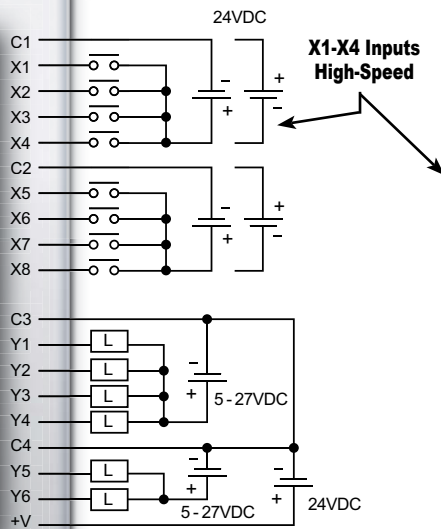 24VDC
X1-X4 Inputs
High-Speed
C1
X1
X2
X3
X4
- +
+ -
C2
X5
X6
X7
X8
- +
+ -
C3
Y1 L
Y2 L
Y3 L
Y4 L
- +
5-27VDC
C4
Y5 L
Y6 L
- +
5-27VDC
- +
24VDC
+V